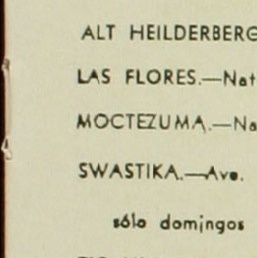 ALT HEILDERBERG
LAS FLORES.—Nat
MOCTEZUMA.—Na
SWASTIKA.—Ave.
sólo domingos